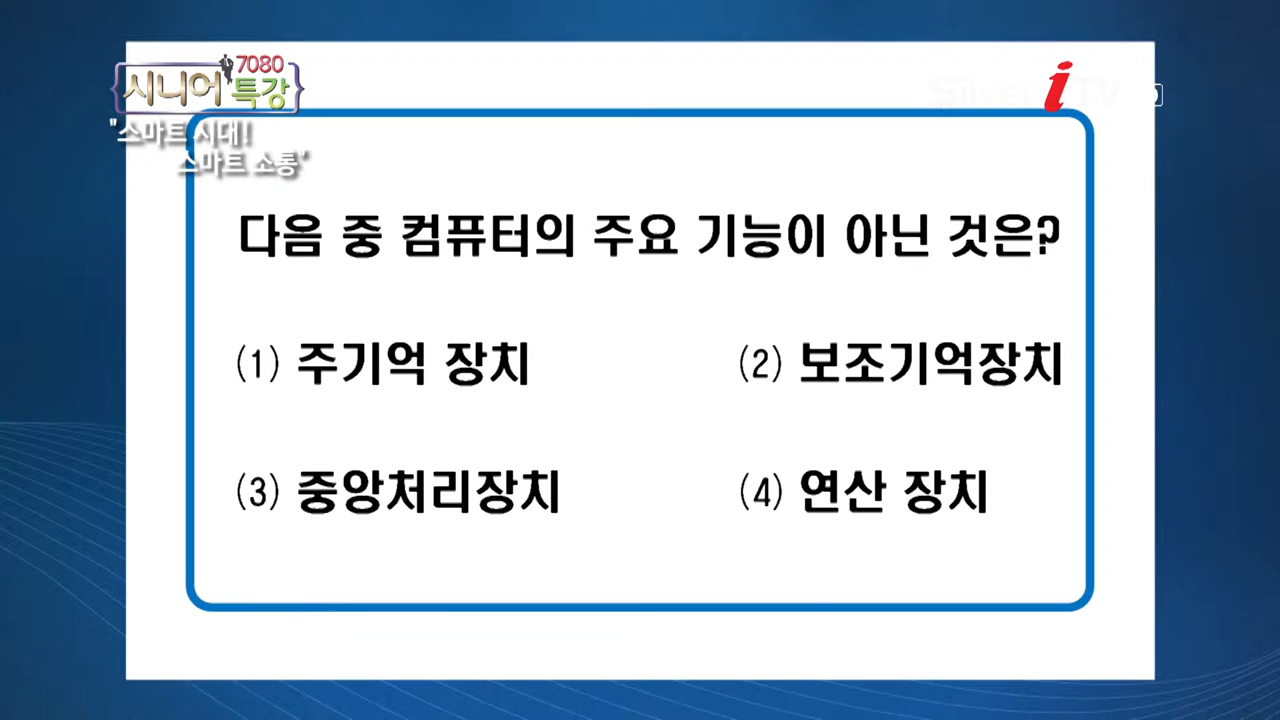 시니어 7080 특강
"스마트 시대!
스마트 소통"
i
다음 중 컴퓨터의 주요 기능이 아닌 것은?
(1) 주기억 장치
(2) 보조기억장치
(3) 중앙처리장치
(4) 연산 장치